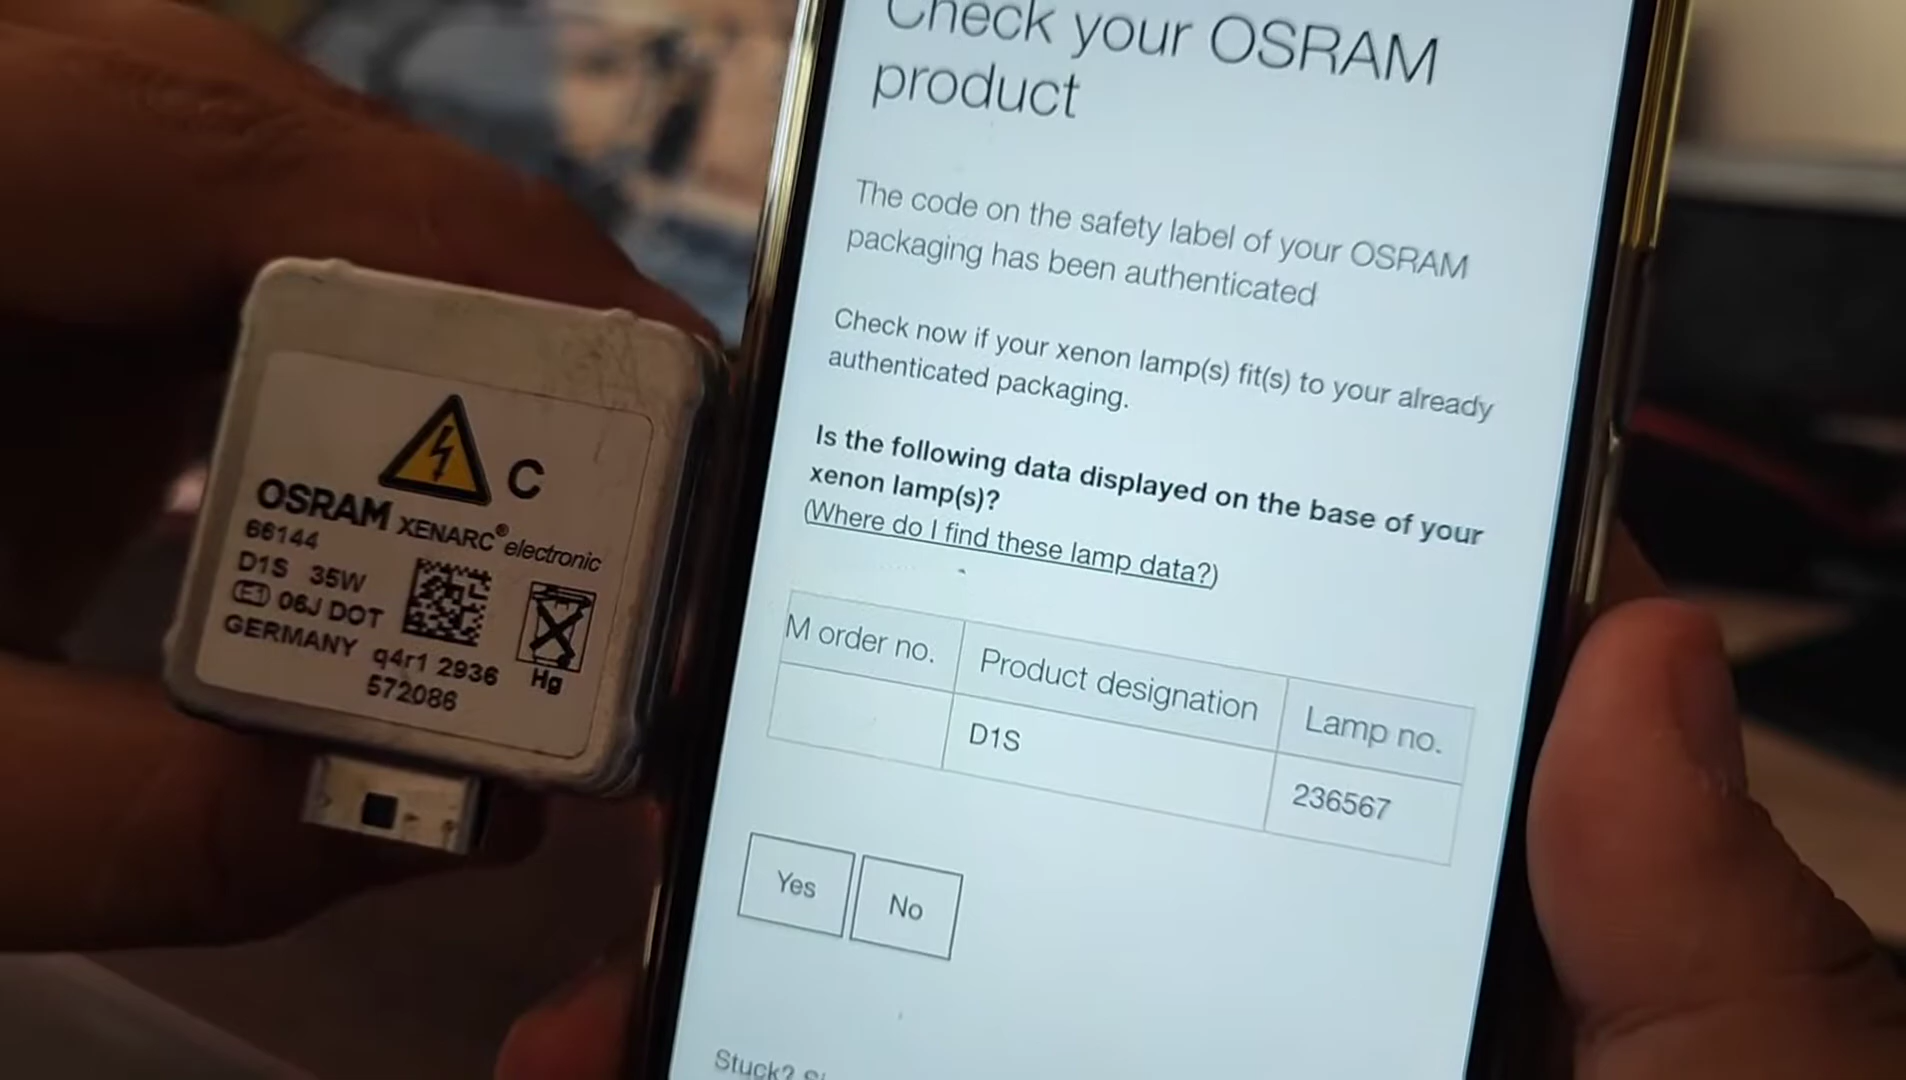 C
OSRAM XENARC® electronic
66144
D1S 35W
E1 06J DOT
GERMANY q4r1 2936
572086
Hg
Check your OSRAM
product
The code on the safety label of your OSRAM
packaging has been authenticated
Check now if your xenon lamp(s) fit(s) to your already
authenticated packaging.
Is the following data displayed on the base of your
xenon lamp(s)?
(Where do I find these lamp data?)
M order no. Product designation Lamp no.
D1S 236567
Yes No
Stuck?